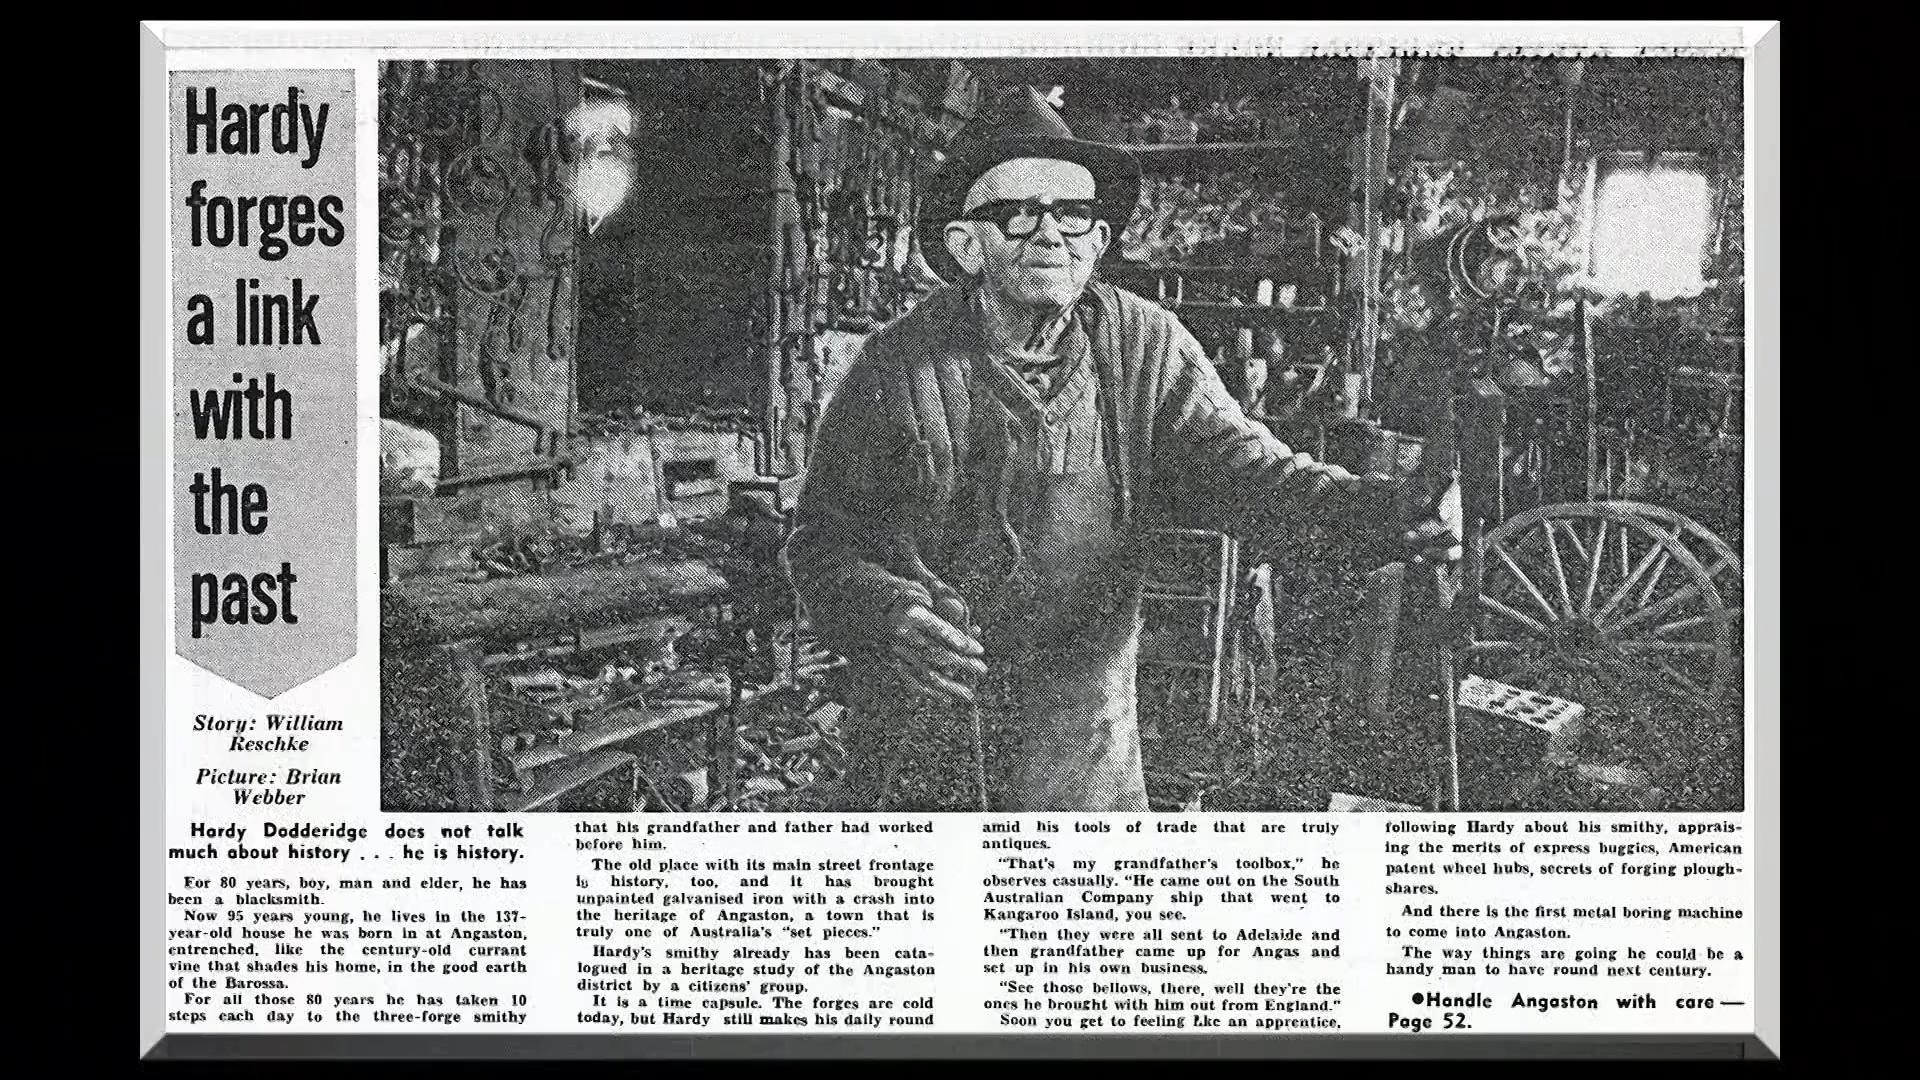 Hardy
forges
a link
with
the
past
Story: William
Reschke
Picture: Brian
Webber
Hardy Dodderidge does not talk
much about history . . . he is history.
For 80 years, boy, man and elder, he has
been a blacksmith.
Now 95 years young, he lives in the 137-
year-old house he was born in at Angaston,
entrenched, like the century-old currant
vine that shades his home, in the good earth
of the Barossa.
For all those 80 years he has taken 10
steps each day to the three-forge smithy
that his grandfather and father had worked
before him.
The old place with its main street frontage
is history, too, and it has brought
unpainted galvanised iron with a crash into
the heritage of Angaston, a town that is
truly one of Australia's "set pieces."
Hardy's smithy already has been cata-
logued in a heritage study of the Angaston
district by a citizens' group.
It is a time capsule. The forges are cold
today, but Hardy still makes his daily round
amid his tools of trade that are truly
antiques.
"That's my grandfather's toolbox," he
observes casually. "He came out on the South
Australian Company ship that went to
Kangaroo Island, you see.
"Then they were all sent to Adelaide and
then grandfather came up for Angas and
set up in his own business.
"See those bellows, there, well they're the
ones he brought with him out from England."
Soon you get to feeling like an apprentice,
following Hardy about his smithy, apprais-
ing the merits of express buggies, American
patent wheel hubs, secrets of forging plough-
shares.
And there is the first metal boring machine
to come into Angaston.
The way things are going he could be a
handy man to have round next century.
●Handle Angaston with care —
Page 52.